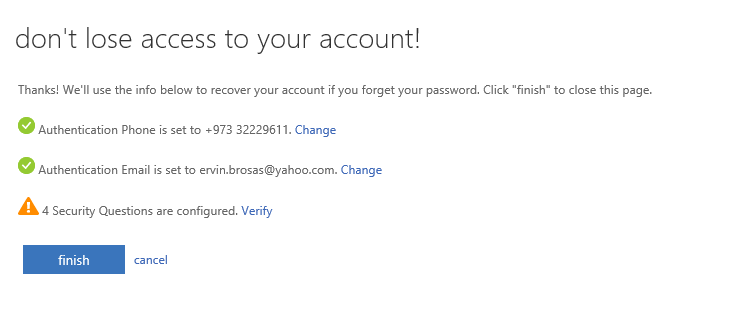 don't lose access to your account!
Thanks! We'll use the info below to recover your account if you forget your password. Click "finish" to close this page.
Authentication Phone is set to +973 32229611. Change
Authentication Email is set to ervin.brosas@yahoo.com. Change
4 Security Questions are configured. Verify
finish cancel